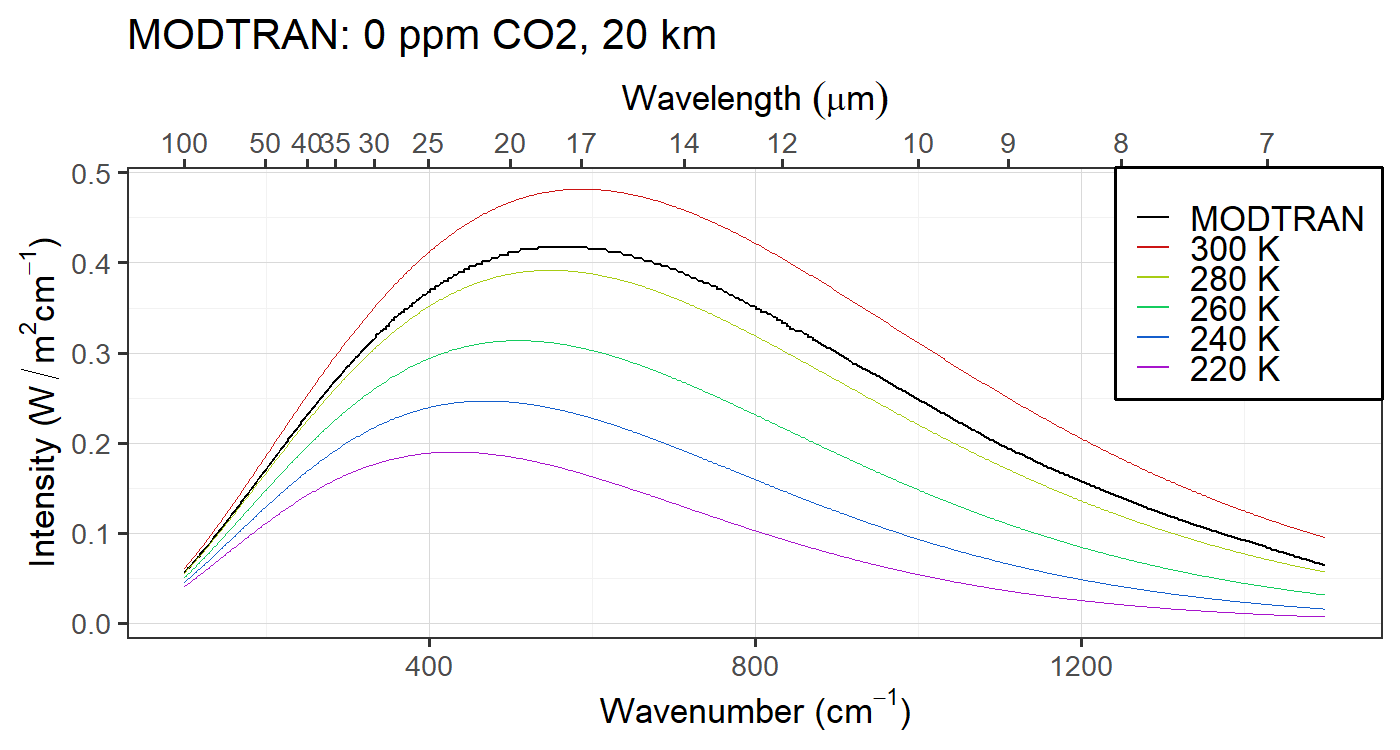 MODTRAN: 0 ppm CO2, 20 km
Wavelength (μm)
100 50 40 35 30 25 20 17 14 12 10 9 8 7
0.5
0.4
0.3
0.2
0.1
0.0
Intensity (W / m²cm⁻¹)
MODTRAN
300 K
280 K
260 K
240 K
220 K
400 800 1200
Wavenumber (cm⁻¹)